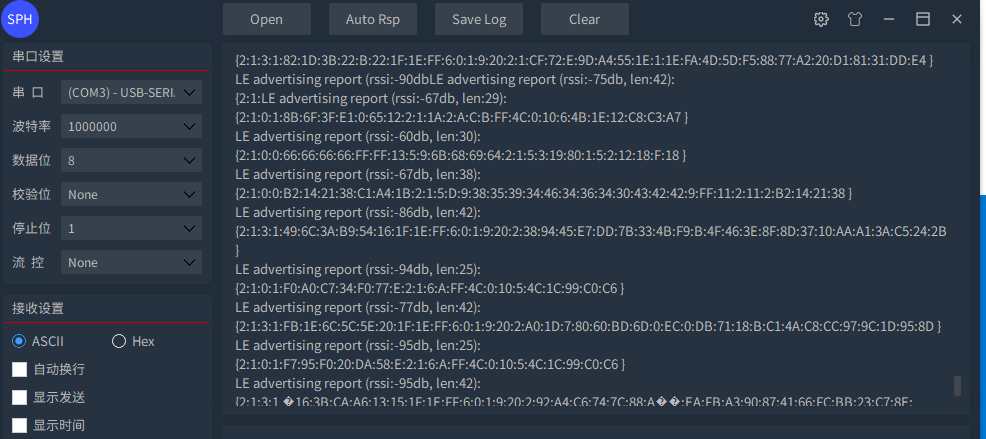 SPH
Open
Auto Rsp
Save Log
Clear
串口设置
串 口
(COM3) - USB-SERI
波特率
1000000
数据位
8
校验位
None
停止位
1
流 控
None
接收设置
ASCII
Hex
自动换行
显示发送
显示时间
{2:1:3:1:82:1D:3B:22:B:22:1F:1E:FF:6:0:1:9:20:2:1:CF:72:E:9D:A4:55:1E:1:1E:FA:4D:5D:F5:88:77:A2:20:D1:81:31:DD:E4 }
LE advertising report (rssi:-90dbLE advertising report (rssi:-75db, len:42):
{2:1:LE advertising report (rssi:-67db, len:29):
{2:1:0:1:8B:6F:3F:E1:0:65:12:2:1:1A:2:A:C:B:FF:4C:0:10:6:4B:1E:12:C8:C3:A7 }
LE advertising report (rssi:-60db, len:30):
{2:1:0:0:66:66:66:66:FF:FF:13:5:9:6B:68:69:64:2:1:5:3:19:80:1:5:2:12:18:F:18 }
LE advertising report (rssi:-67db, len:38):
{2:1:0:0:B2:14:21:38:C1:A4:1B:2:1:5:D:9:38:35:39:34:46:34:36:34:30:43:42:42:9:FF:11:2:11:2:B2:14:21:38 }
LE advertising report (rssi:-86db, len:42):
{2:1:3:1:49:6C:3A:B9:54:16:1F:1E:FF:6:0:1:9:20:2:38:94:45:E7:DD:7B:33:4B:F9:B:4F:46:3E:8F:8D:37:10:AA:A1:3A:C5:24:2B
}
LE advertising report (rssi:-94db, len:25):
{2:1:0:1:F0:A0:C7:34:F0:77:E:2:1:6:A:FF:4C:0:10:5:4C:1C:99:C0:C6 }
LE advertising report (rssi:-77db, len:42):
{2:1:3:1:FB:1E:6C:5C:5E:20:1F:1E:FF:6:0:1:9:20:2:A0:1D:7:80:60:BD:6D:0:EC:0:DB:71:18:B:C1:4A:C8:CC:97:9C:1D:95:8D }
LE advertising report (rssi:-95db, len:25):
{2:1:0:1:F7:95:F0:20:DA:58:E:2:1:6:A:FF:4C:0:10:5:4C:1C:99:C0:C6 }
LE advertising report (rssi:-95db, len:42):
{2:1:3:1:�16:3B:CA:A6:13:15:1F:1E:FF:6:0:1:9:20:2:92:A4:C6:74:7C:88:A��:EA:FB:A3:90:87:41:66:FC:BB:23:C7:8E: